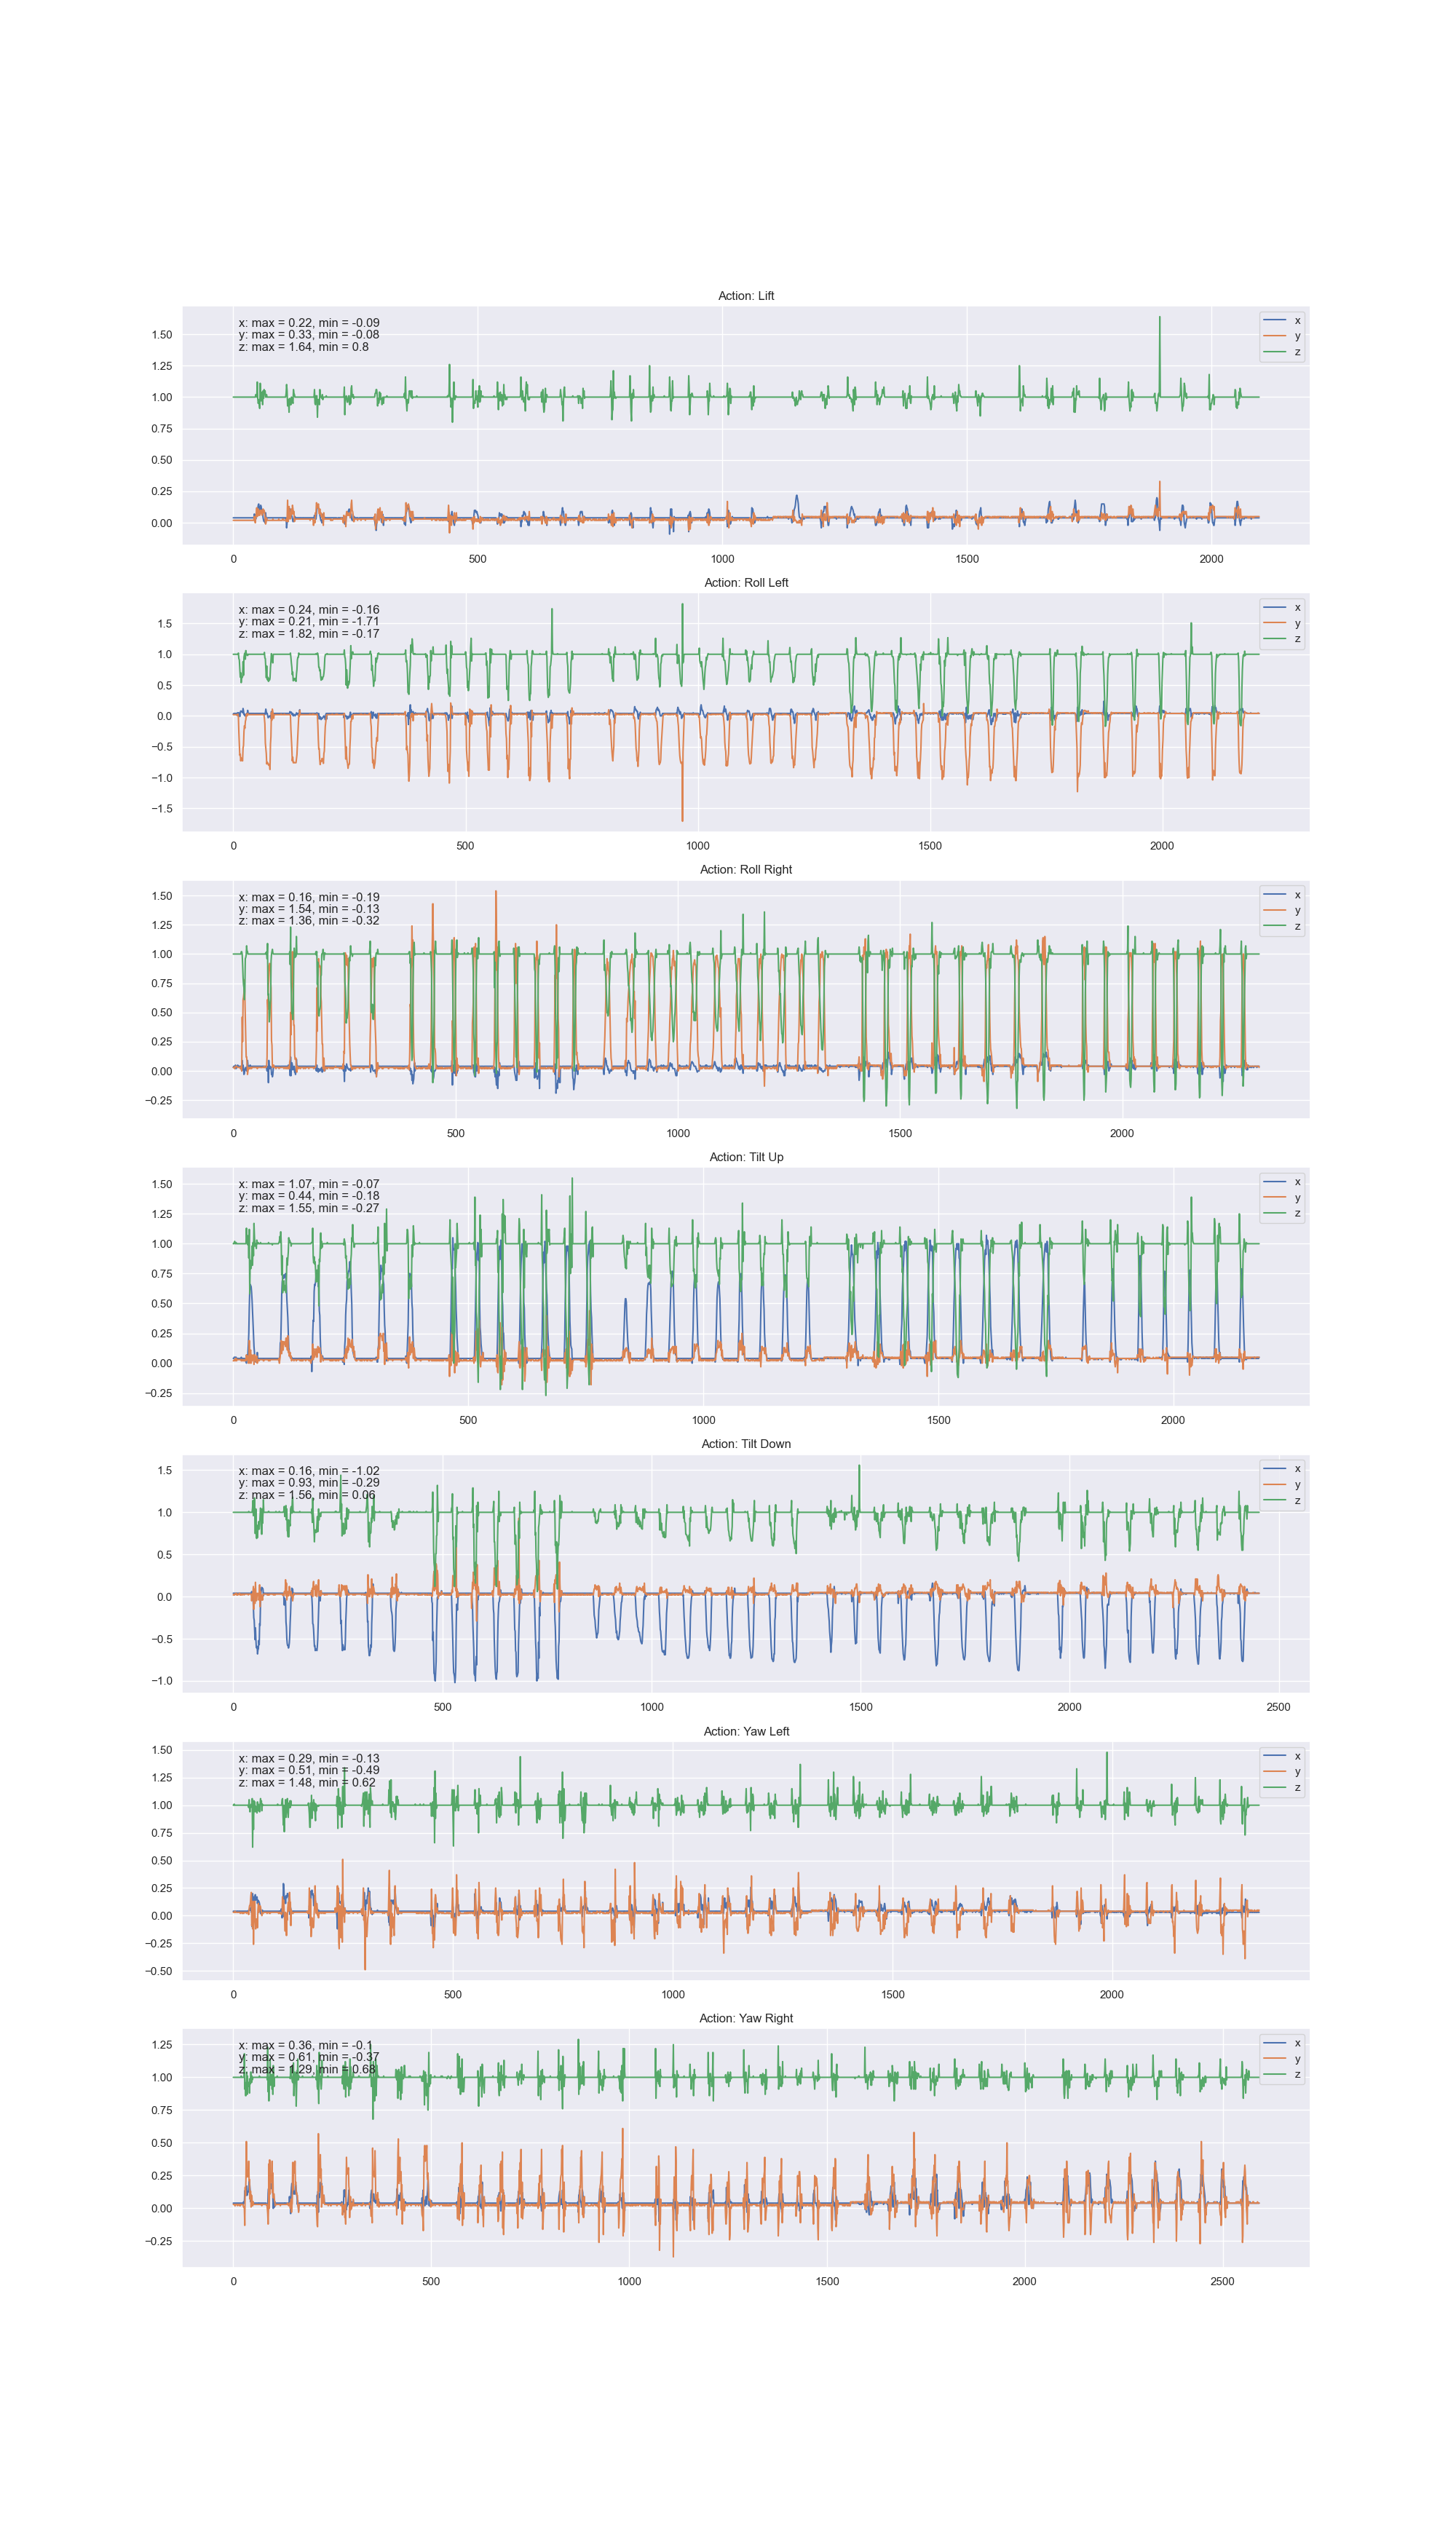 Action: Lift
x: max = 0.22, min = -0.09
y: max = 0.33, min = -0.08
z: max = 1.64, min = 0.8
x
y
z
1.50
1.25
1.00
0.75
0.50
0.25
0.00
0 500 1000 1500 2000
Action: Roll Left
x: max = 0.24, min = -0.16
y: max = 0.21, min = -1.71
z: max = 1.82, min = -0.17
x
y
z
1.5
1.0
0.5
0.0
−0.5
−1.0
−1.5
0 500 1000 1500 2000
Action: Roll Right
x: max = 0.16, min = -0.19
y: max = 1.54, min = -0.13
z: max = 1.36, min = -0.32
x
y
z
1.50
1.25
1.00
0.75
0.50
0.25
0.00
−0.25
0 500 1000 1500 2000
Action: Tilt Up
x: max = 1.07, min = -0.07
y: max = 0.44, min = -0.18
z: max = 1.55, min = -0.27
x
y
z
1.50
1.25
1.00
0.75
0.50
0.25
0.00
−0.25
0 500 1000 1500 2000
Action: Tilt Down
x: max = 0.16, min = -1.02
y: max = 0.93, min = -0.29
z: max = 1.56, min = 0.06
x
y
z
1.5
1.0
0.5
0.0
−0.5
−1.0
0 500 1000 1500 2000 2500
Action: Yaw Left
x: max = 0.29, min = -0.13
y: max = 0.51, min = -0.49
z: max = 1.48, min = 0.62
x
y
z
1.50
1.25
1.00
0.75
0.50
0.25
0.00
−0.25
−0.50
0 500 1000 1500 2000
Action: Yaw Right
x: max = 0.36, min = -0.1
y: max = 0.61, min = -0.37
z: max = 1.29, min = 0.68
x
y
z
1.25
1.00
0.75
0.50
0.25
0.00
−0.25
0 500 1000 1500 2000 2500